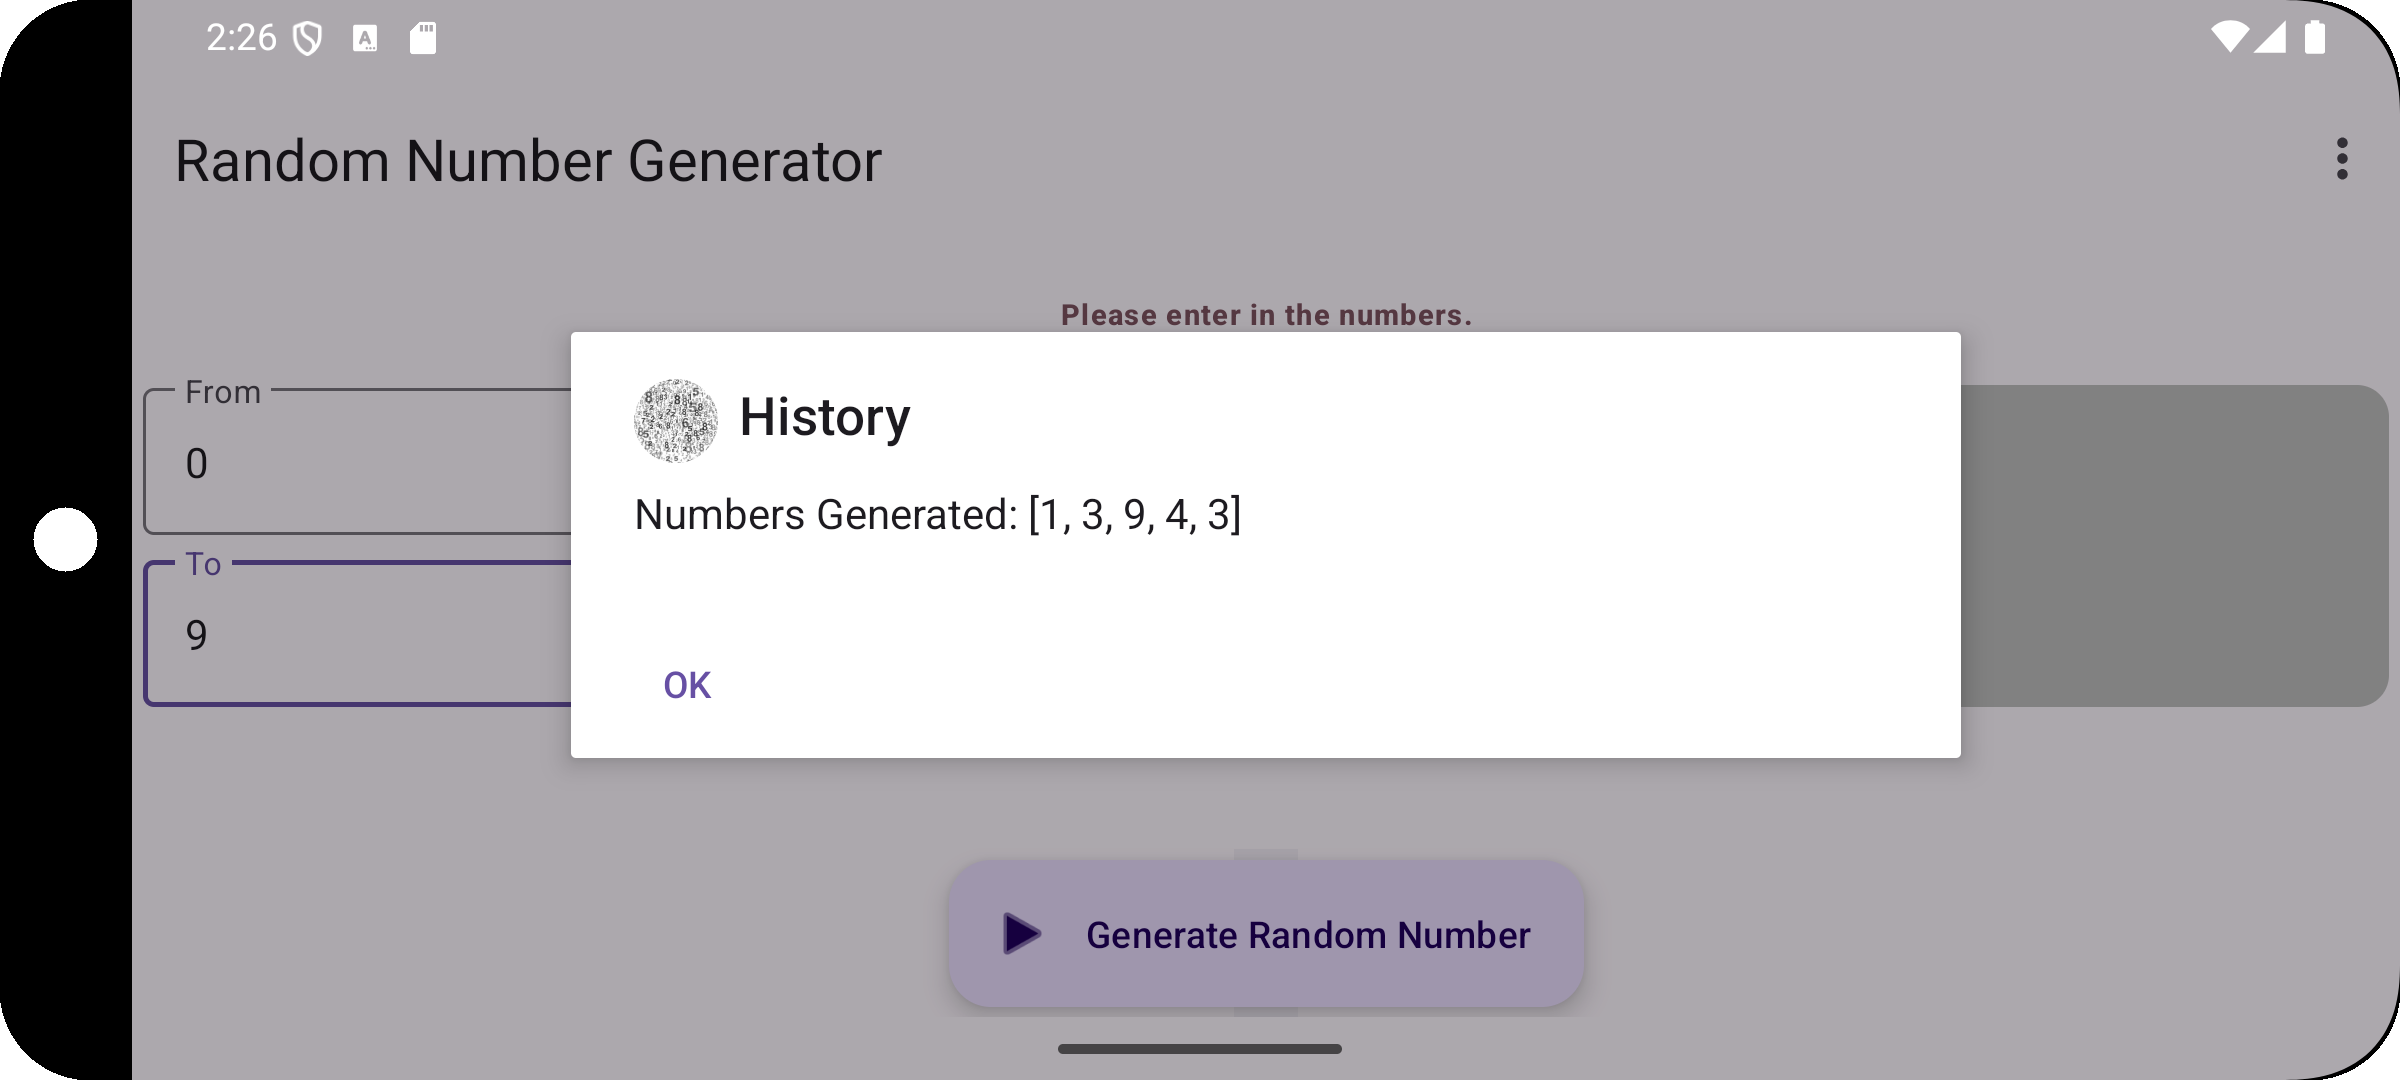 2:26
Random Number Generator
Please enter in the numbers.
From
0
To
9
History
Numbers Generated: [1, 3, 9, 4, 3]
OK
Generate Random Number